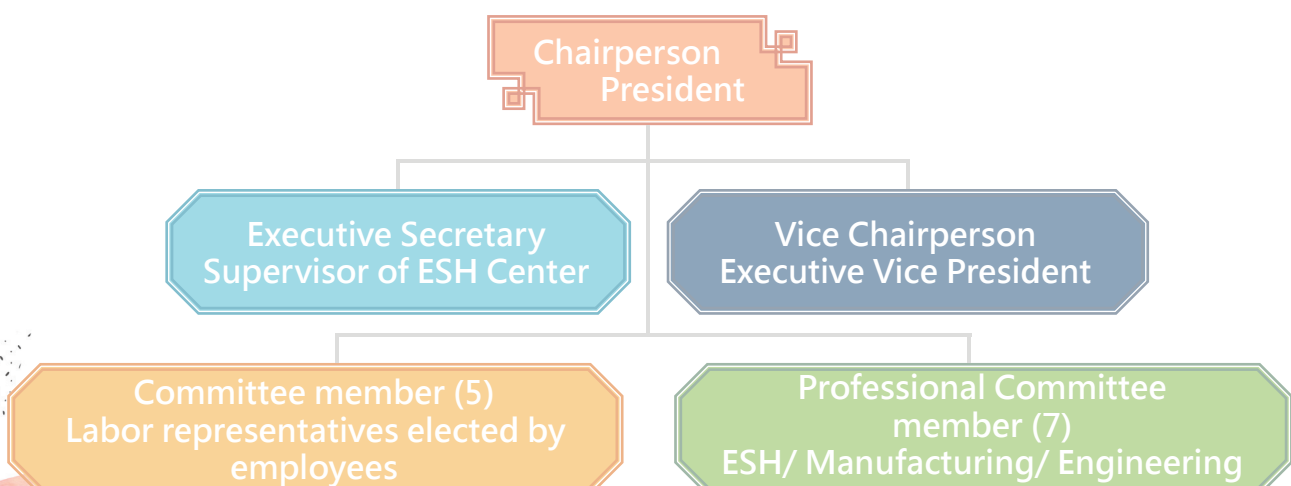 Chairperson
President
Executive Secretary
Supervisor of ESH Center
Vice Chairperson
Executive Vice President
Committee member (5)
Labor representatives elected by
employees
Professional Committee
member (7)
ESH/ Manufacturing/ Engineering